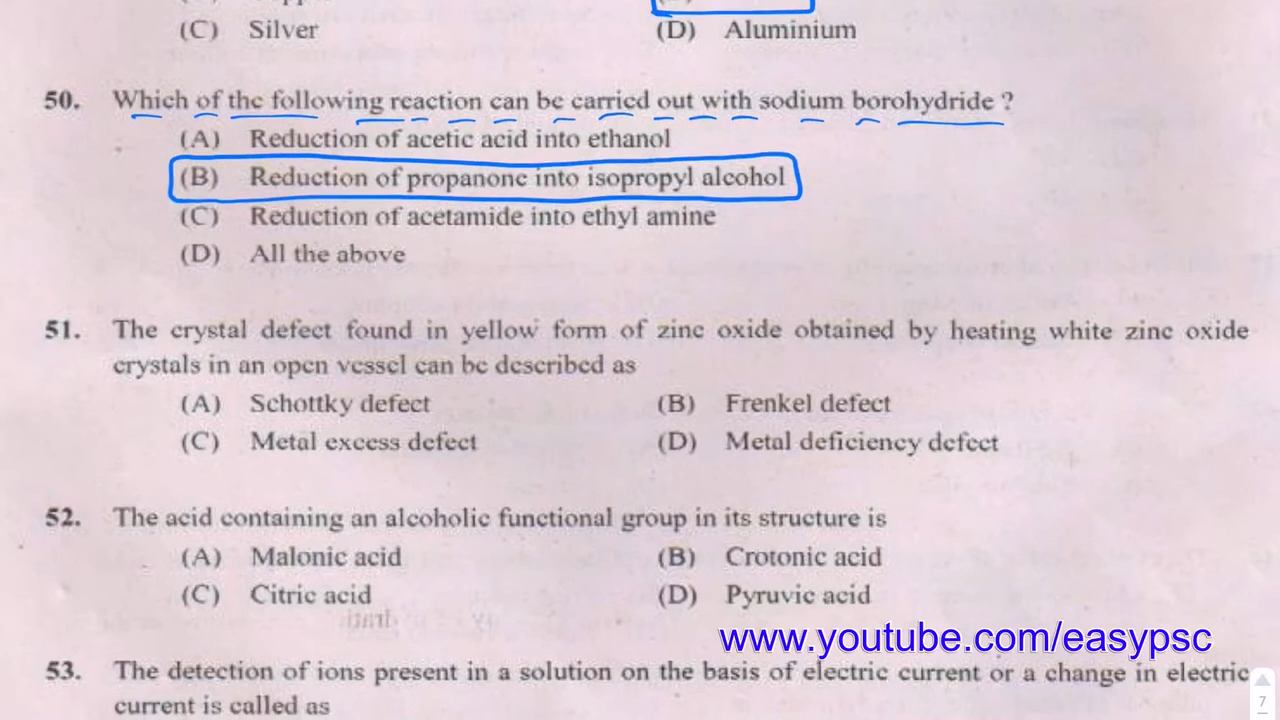 (C) Silver (D) Aluminium
50. Which of the following reaction can be carried out with sodium borohydride ?
(A) Reduction of acetic acid into ethanol
(B) Reduction of propanone into isopropyl alcohol
(C) Reduction of acetamide into ethyl amine
(D) All the above
51. The crystal defect found in yellow form of zinc oxide obtained by heating white zinc oxide
crystals in an open vessel can be described as
(A) Schottky defect (B) Frenkel defect
(C) Metal excess defect (D) Metal deficiency defect
52. The acid containing an alcoholic functional group in its structure is
(A) Malonic acid (B) Crotonic acid
(C) Citric acid (D) Pyruvic acid
www.youtube.com/easypsc
53. The detection of ions present in a solution on the basis of electric current or a change in electric
current is called as
7